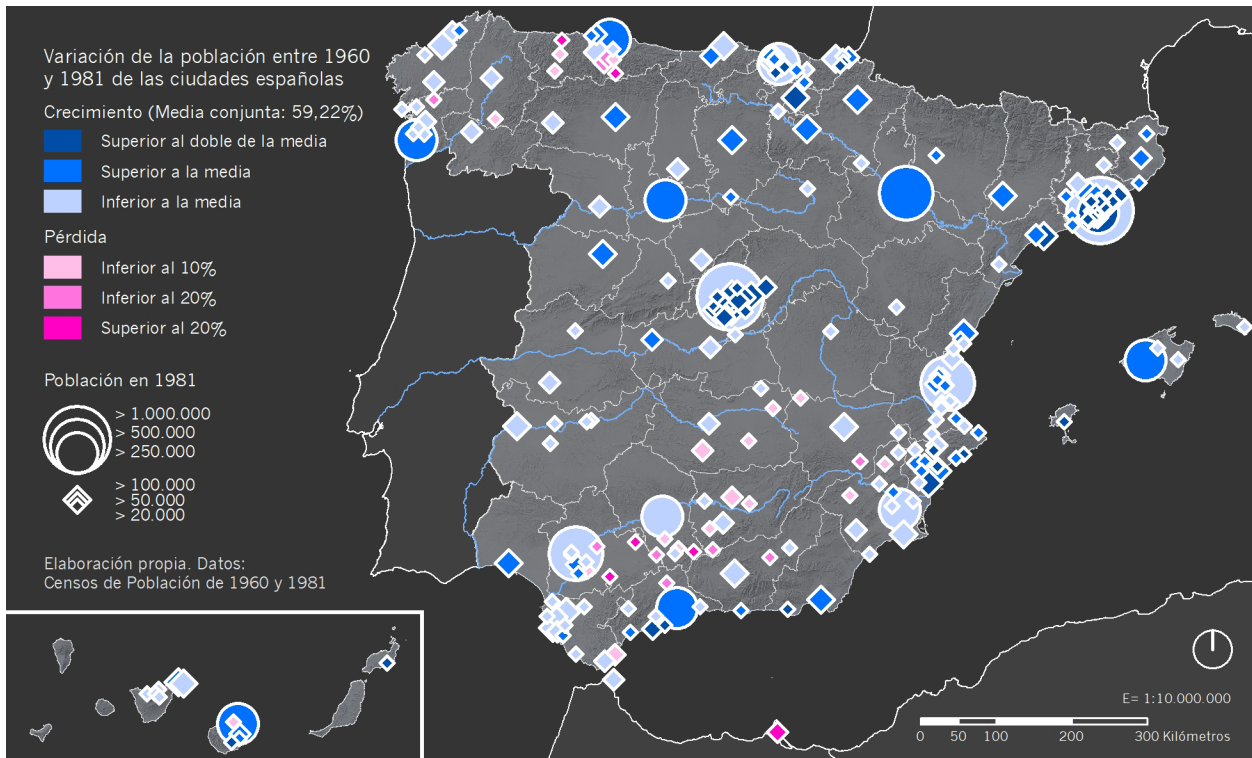 Variación de la población entre 1960
y 1981 de las ciudades españolas
Crecimiento (Media conjunta: 59,22%)
Superior al doble de la media
Superior a la media
Inferior a la media
Pérdida
Inferior al 10%
Inferior al 20%
Superior al 20%
Población en 1981
> 1.000.000
> 500.000
> 250.000
> 100.000
> 50.000
> 20.000
Elaboración propia. Datos:
Censos de Población de 1960 y 1981
E= 1:10.000.000
0 50 100 200 300 Kilómetros